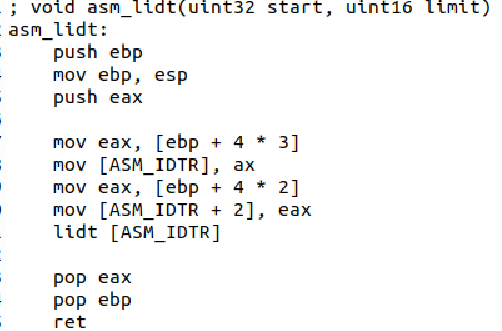 ; void asm_lidt(uint32 start, uint16 limit)
asm_lidt:
    push ebp
    mov ebp, esp
    push eax

    mov eax, [ebp + 4 * 3]
    mov [ASM_IDTR], ax
    mov eax, [ebp + 4 * 2]
    mov [ASM_IDTR + 2], eax
    lidt [ASM_IDTR]

    pop eax
    pop ebp
    ret